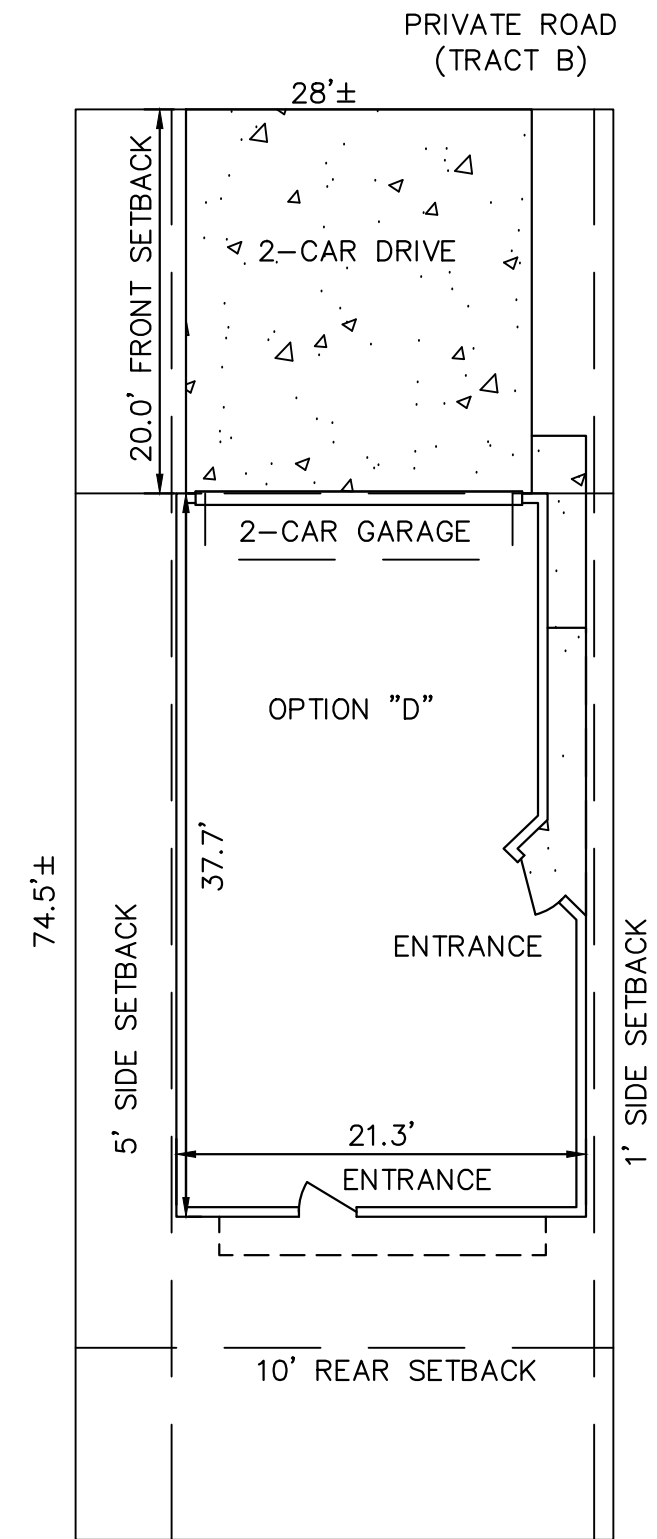 PRIVATE ROAD
(TRACT B)
28'±
20.0' FRONT SETBACK
2-CAR DRIVE
2-CAR GARAGE
OPTION "D"
37.7'
74.5'±
5' SIDE SETBACK
ENTRANCE
1' SIDE SETBACK
21.3'
ENTRANCE
10' REAR SETBACK